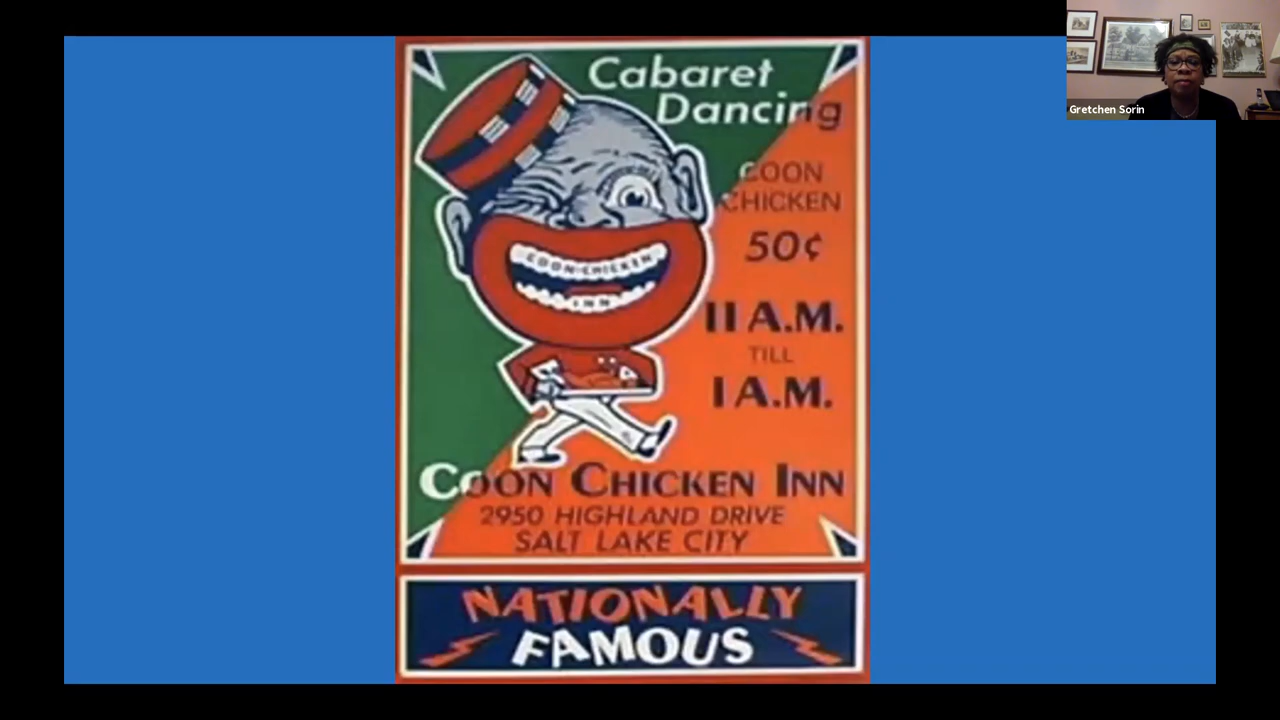 Cabaret
Dancing
COON
CHICKEN
50¢
11 A.M.
TILL
1 A.M.
COON-CHICKEN
INN
COON CHICKEN INN
2950 HIGHLAND DRIVE
SALT LAKE CITY
NATIONALLY
FAMOUS
Gretchen Sorin